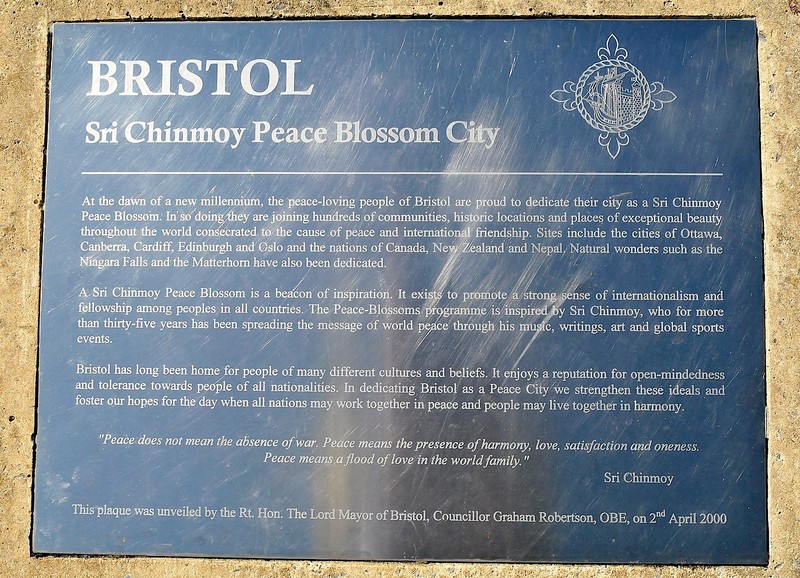 BRISTOL
Sri Chinmoy Peace Blossom City
At the dawn of a new millennium, the peace-loving people of Bristol are proud to dedicate their city as a Sri Chinmoy
Peace Blossom. In so doing they are joining hundreds of communities, historic locations and places of exceptional beauty
throughout the world consecrated to the cause of peace and international friendship. Sites include the cities of Ottawa,
Canberra, Cardiff, Edinburgh and Oslo and the nations of Canada, New Zealand and Nepal. Natural wonders such as the
Niagara Falls and the Matterhorn have also been dedicated.
A Sri Chinmoy Peace Blossom is a beacon of inspiration. It exists to promote a strong sense of internationalism and
fellowship among peoples in all countries. The Peace-Blossoms programme is inspired by Sri Chinmoy, who for more
than thirty-five years has been spreading the message of world peace through his music, writings, art and global sports
events.
Bristol has long been home for people of many different cultures and beliefs. It enjoys a reputation for open-mindedness
and tolerance towards people of all nationalities. In dedicating Bristol as a Peace City we strengthen these ideals and
foster our hopes for the day when all nations may work together in peace and people may live together in harmony.
"Peace does not mean the absence of war. Peace means the presence of harmony, love, satisfaction and oneness.
Peace means a flood of love in the world family."
Sri Chinmoy
This plaque was unveiled by the Rt. Hon. The Lord Mayor of Bristol, Councillor Graham Robertson, OBE, on 2nd April 2000